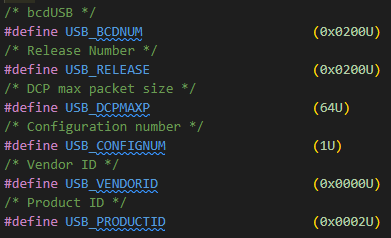 /* bcdUSB */
#define USB_BCDNUM (0x0200U)
/* Release Number */
#define USB_RELEASE (0x0200U)
/* DCP max packet size */
#define USB_DCPMAXP (64U)
/* Configuration number */
#define USB_CONFIGNUM (1U)
/* Vendor ID */
#define USB_VENDORID (0x0000U)
/* Product ID */
#define USB_PRODUCTID (0x0002U)